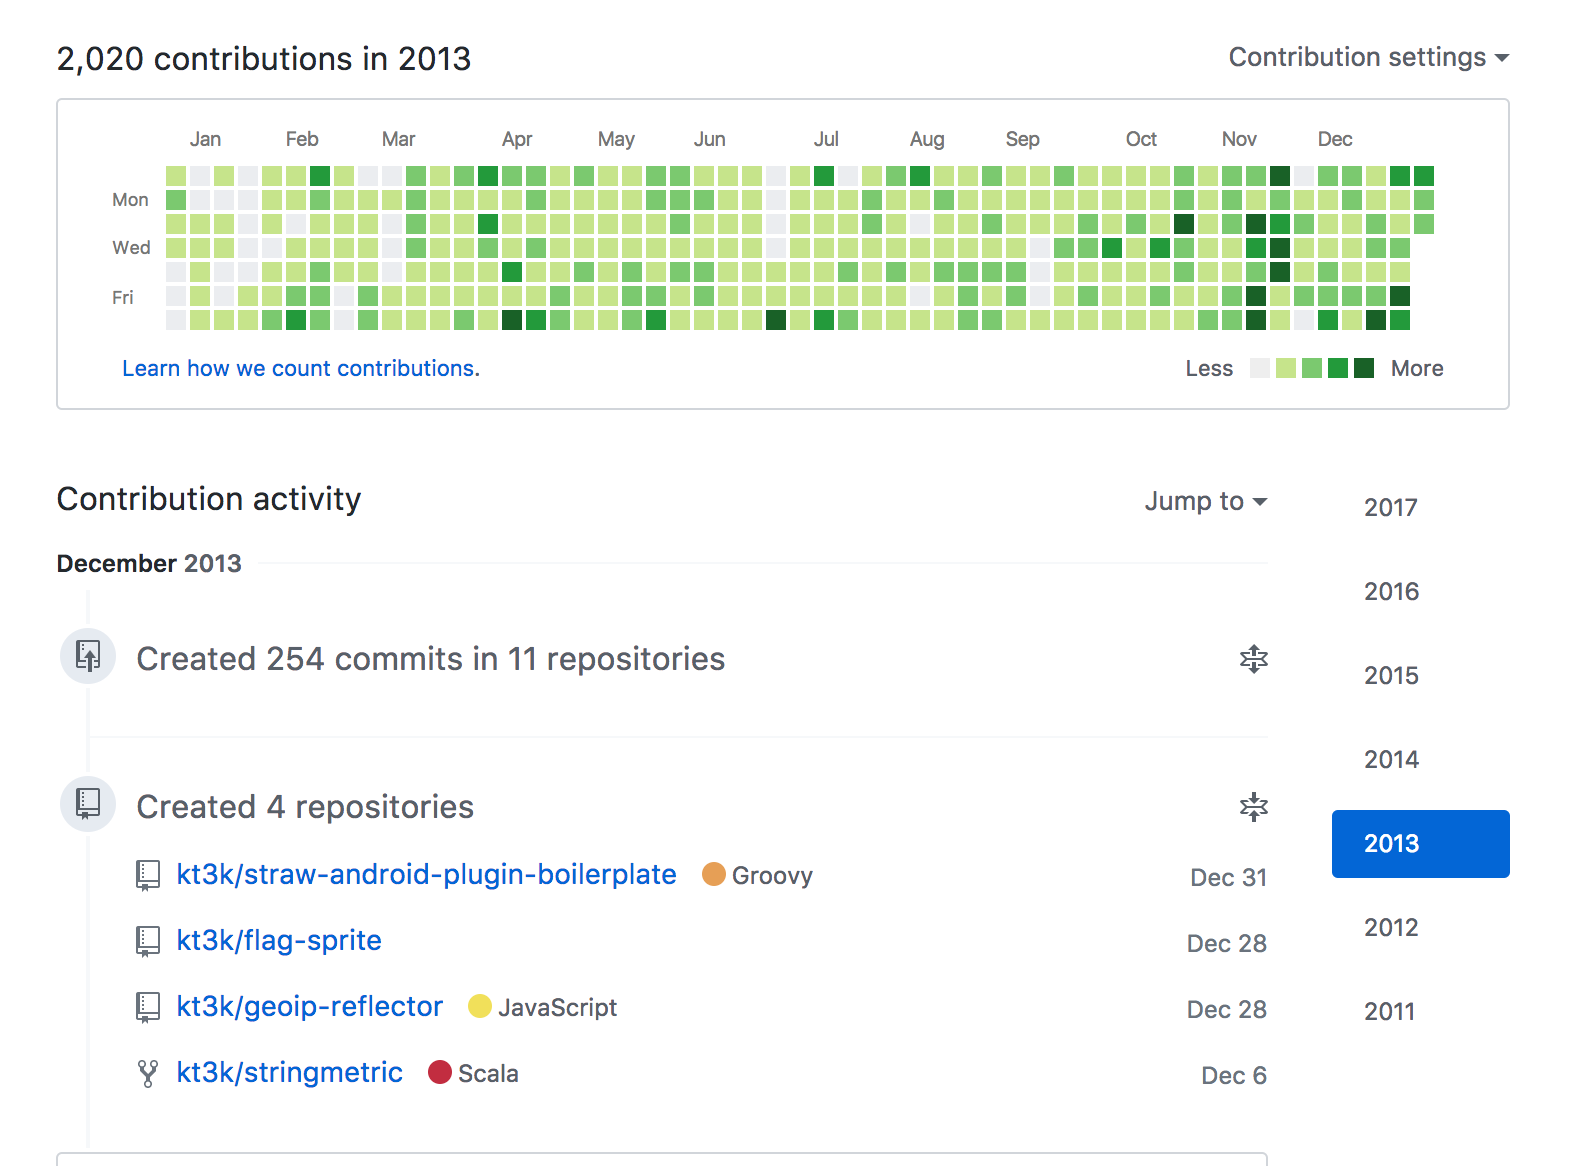 2,020 contributions in 2013
Contribution settings
Jan Feb Mar Apr May Jun Jul Aug Sep Oct Nov Dec
Mon
Wed
Fri
Learn how we count contributions.
Less More
Contribution activity
Jump to
December 2013
Created 254 commits in 11 repositories
Created 4 repositories
kt3k/straw-android-plugin-boilerplate Groovy Dec 31
kt3k/flag-sprite Dec 28
kt3k/geoip-reflector JavaScript Dec 28
kt3k/stringmetric Scala Dec 6
2017
2016
2015
2014
2013
2012
2011